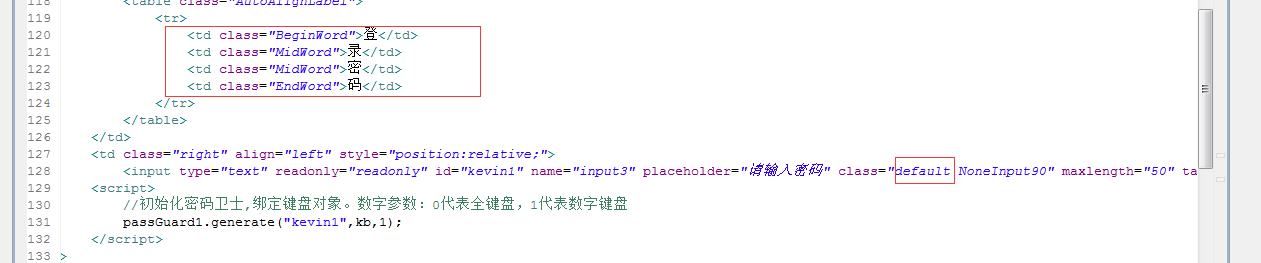 118 <table class="AutoAlignLabel">
119 <tr>
120 <td class="BeginWord">登</td>
121 <td class="MidWord">录</td>
122 <td class="MidWord">密</td>
123 <td class="EndWord">码</td>
124 </tr>
125 </table>
126 </td>
127 <td class="right" align="left" style="position:relative;">
128 <input type="text" readonly="readonly" id="kevin1" name="input3" placeholder="请输入密码" class="default NoneInput90" maxlength="50" ta
129 <script>
130 //初始化密码卫士,绑定键盘对象。数字参数：0代表全键盘，1代表数字键盘
131 passGuard1.generate("kevin1",kb,1);
132 </script>
133 >